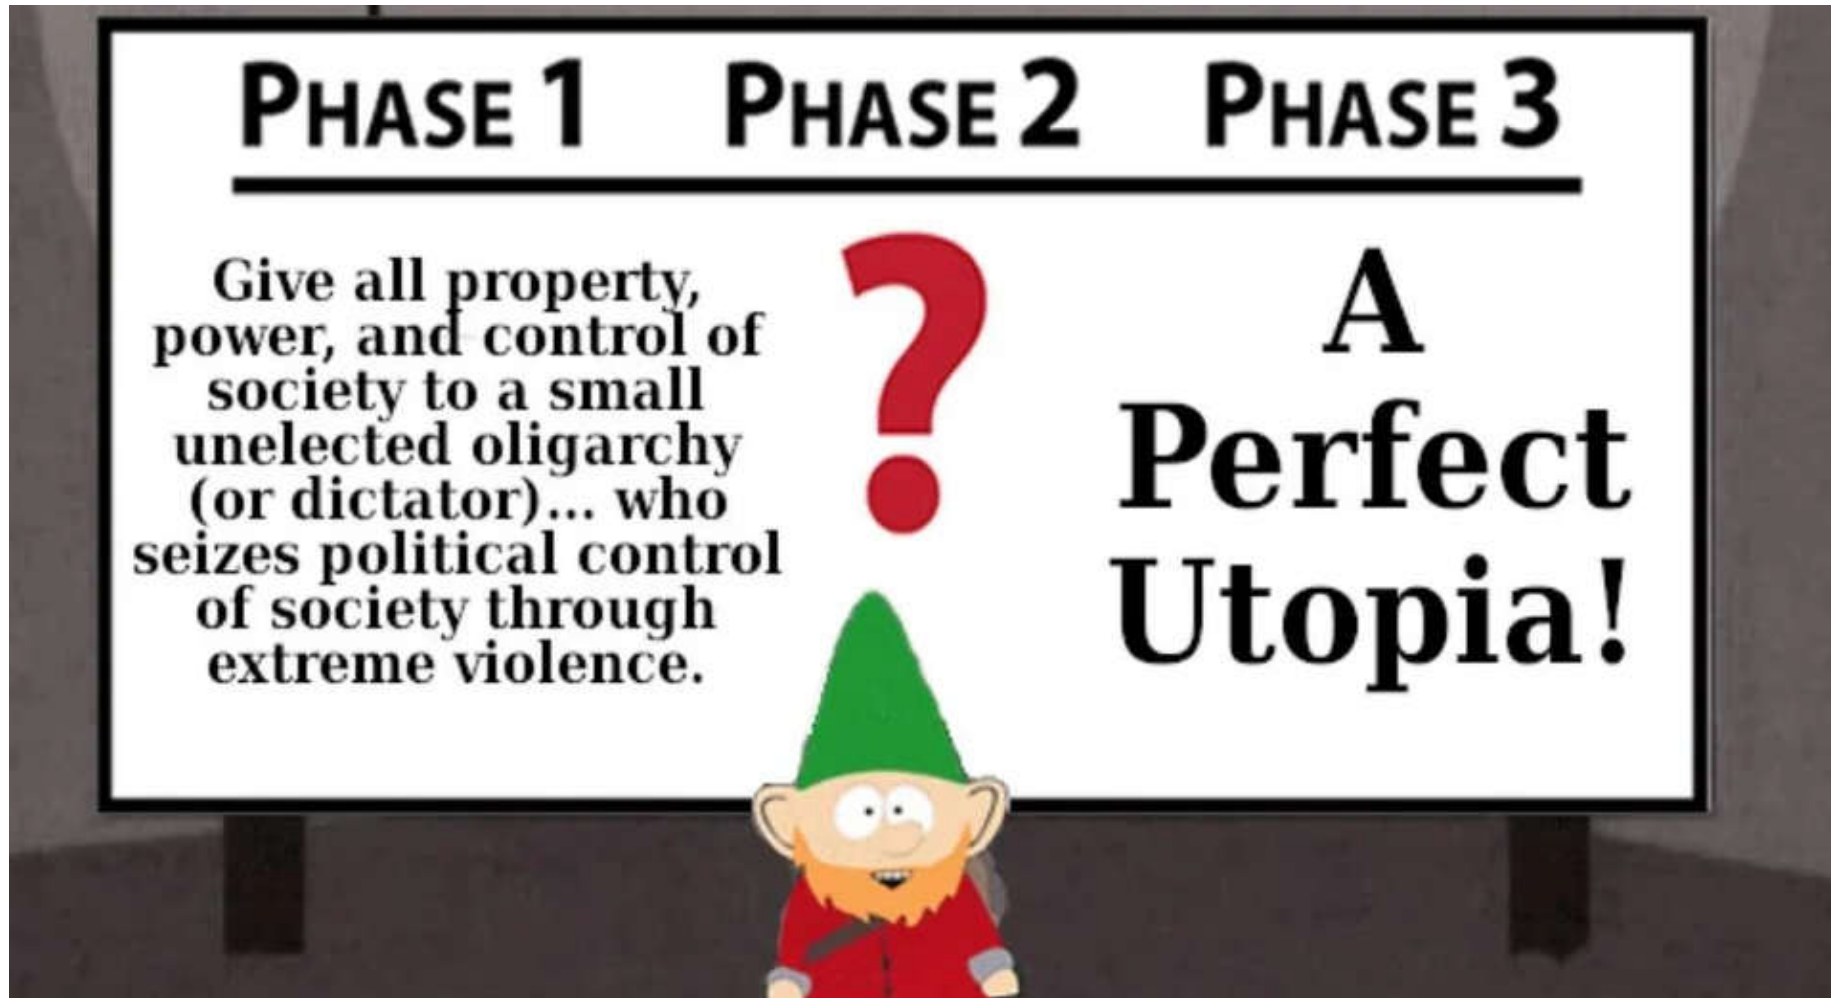 PHASE 1 PHASE 2 PHASE 3
Give all property,
power, and control of
society to a small
unelected oligarchy
(or dictator)... who
seizes political control
of society through
extreme violence.
?
A
Perfect
Utopia!